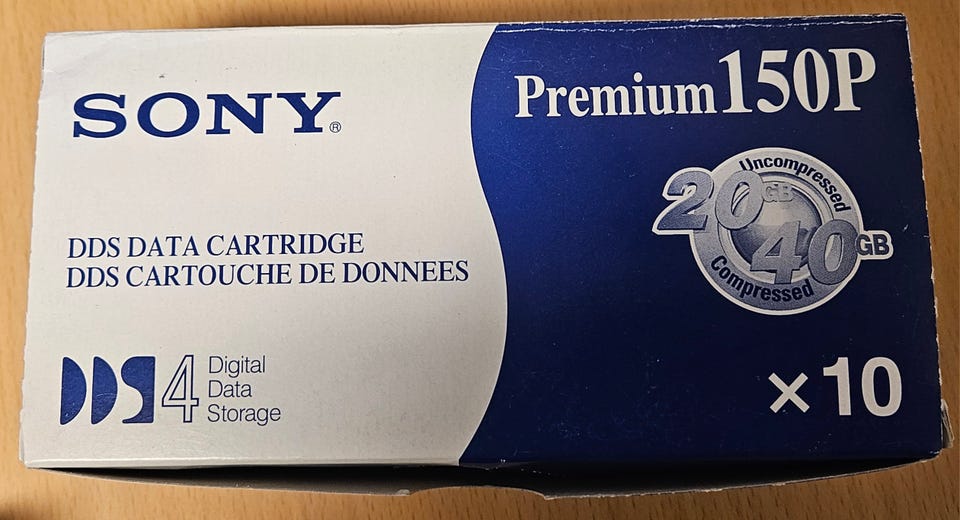 SONY®
DDS DATA CARTRIDGE
DDS CARTOUCHE DE DONNEES
DDS4
Digital
Data
Storage
Premium 150P
Uncompressed
20GB
40GB
Compressed
×10